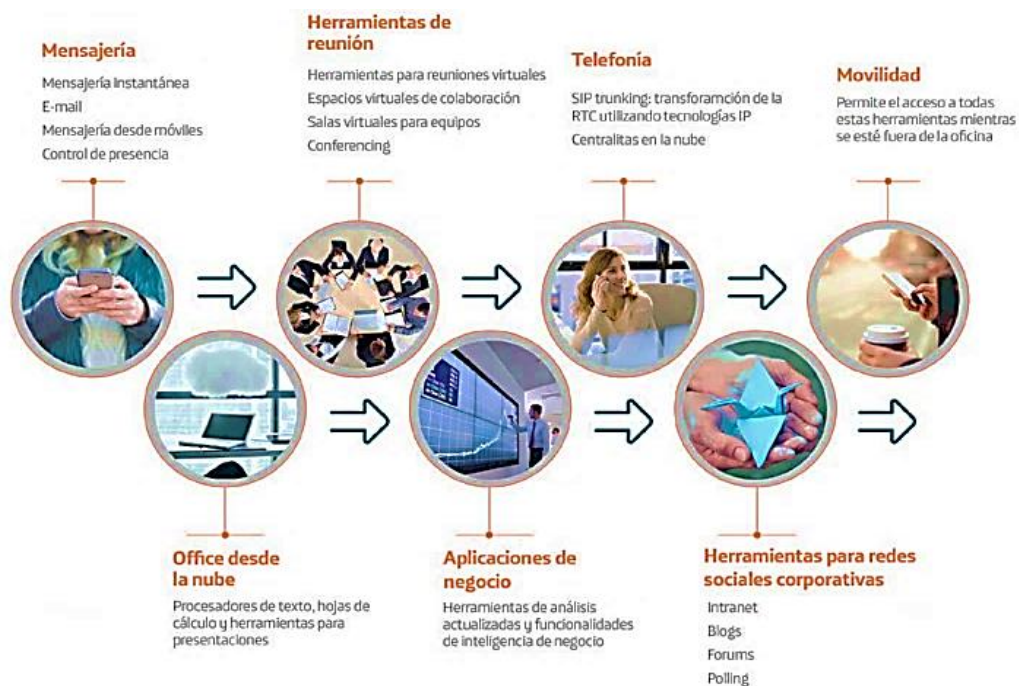 Mensajería
Mensajería Instantánea
E-mail
Mensajería desde móviles
Control de presencia
Herramientas de
reunión
Herramientas para reuniones virtuales
Espacios virtuales de colaboración
Salas virtuales para equipos
Conferencing
Telefonía
SIP trunking: transforamción de la
RTC utilizando tecnologías IP
Centralitas en la nube
Movilidad
Permite el acceso a todas
estas herramientas mientras
se esté fuera de la oficina
Office desde
la nube
Procesadores de texto, hojas de
cálculo y herramientas para
presentaciones
Aplicaciones de
negocio
Herramientas de análisis
actualizadas y funcionalidades
de inteligencia de negocio
Herramientas para redes
sociales corporativas
Intranet
Blogs
Forums
Polling